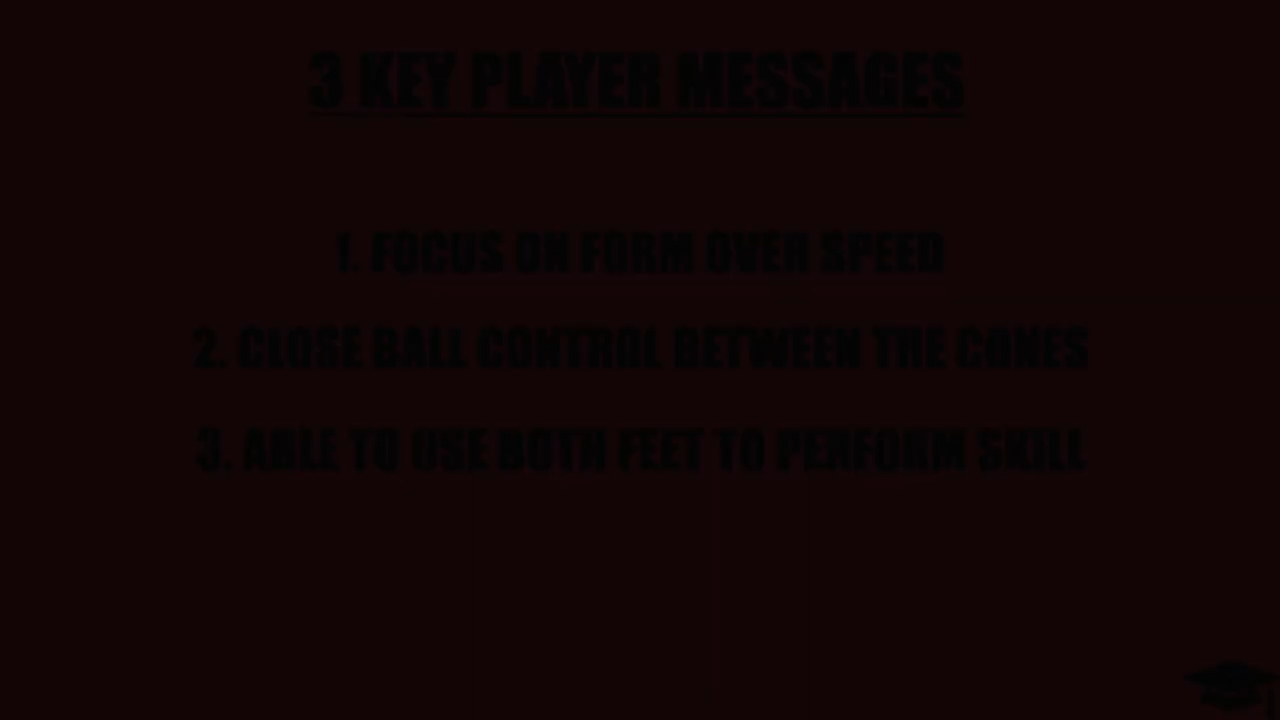 3 KEY PLAYER MESSAGES
1. FOCUS ON FORM OVER SPEED
2. CLOSE BALL CONTROL BETWEEN THE CONES
3. ABLE TO USE BOTH FEET TO PERFORM SKILL